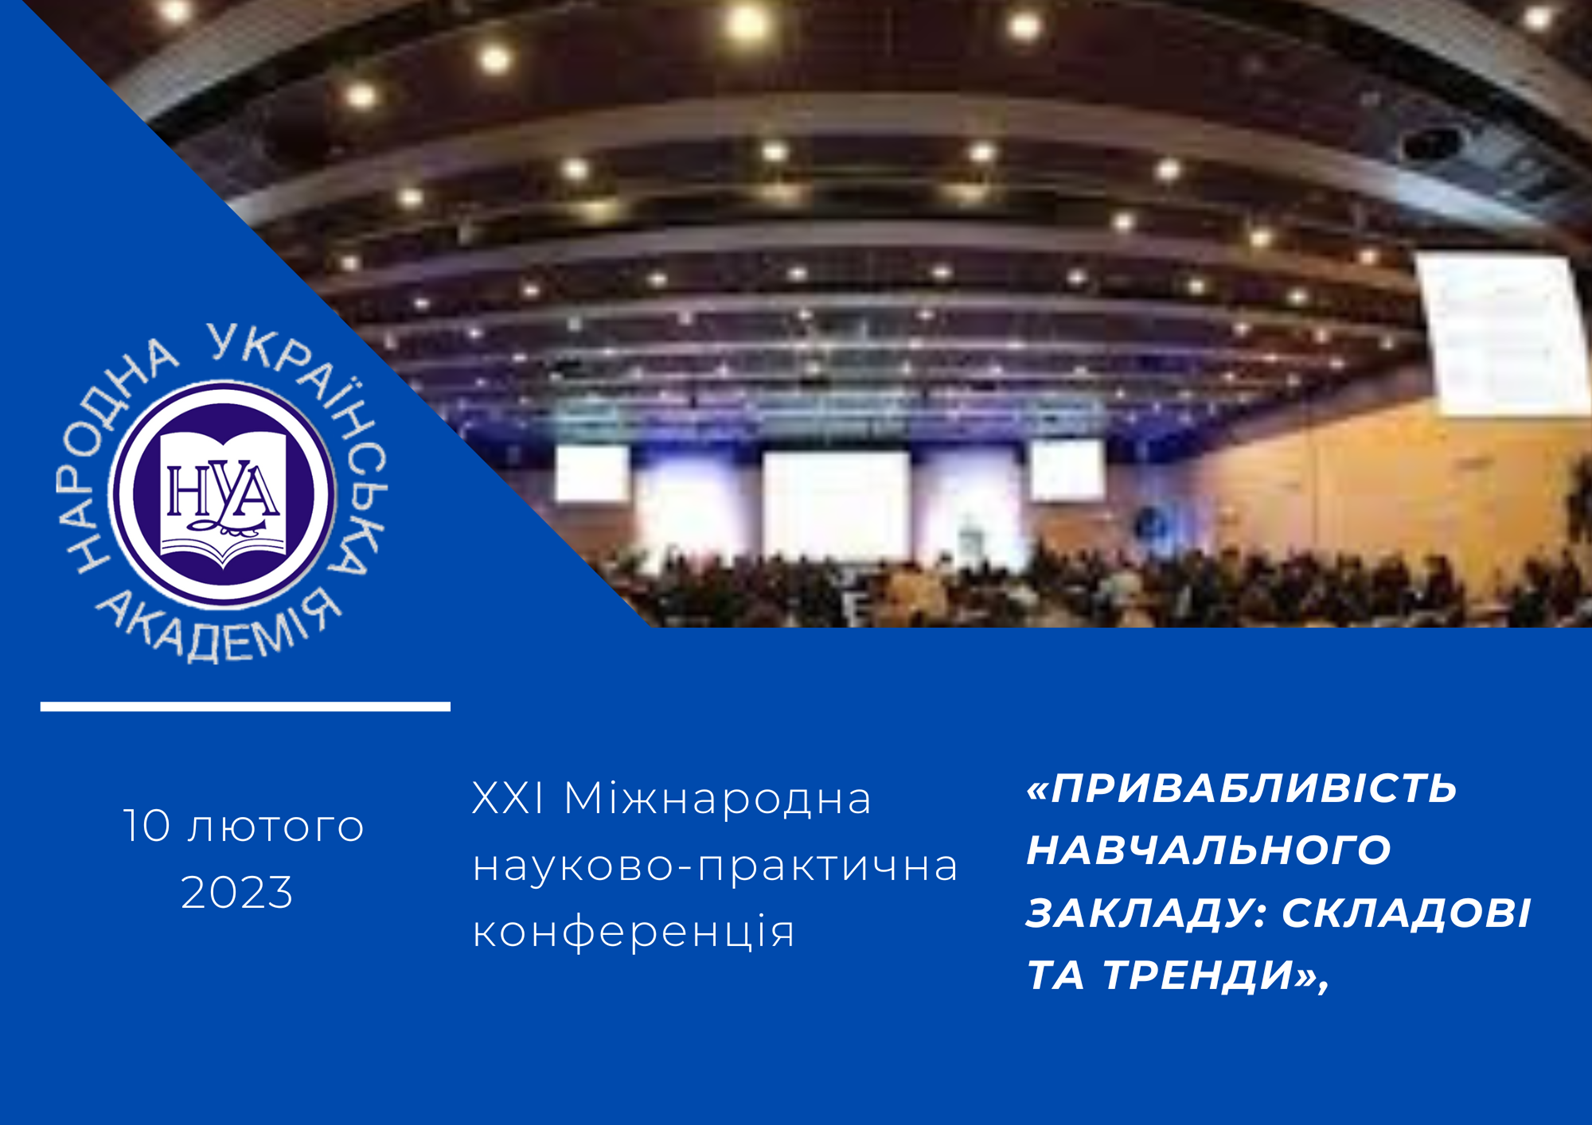 НАРОДНА УКРАЇНСЬКА АКАДЕМІЯ
НУА
10 лютого
2023
XXI Міжнародна
науково-практична
конференція
«ПРИВАБЛИВІСТЬ
НАВЧАЛЬНОГО
ЗАКЛАДУ: СКЛАДОВІ
ТА ТРЕНДИ»,